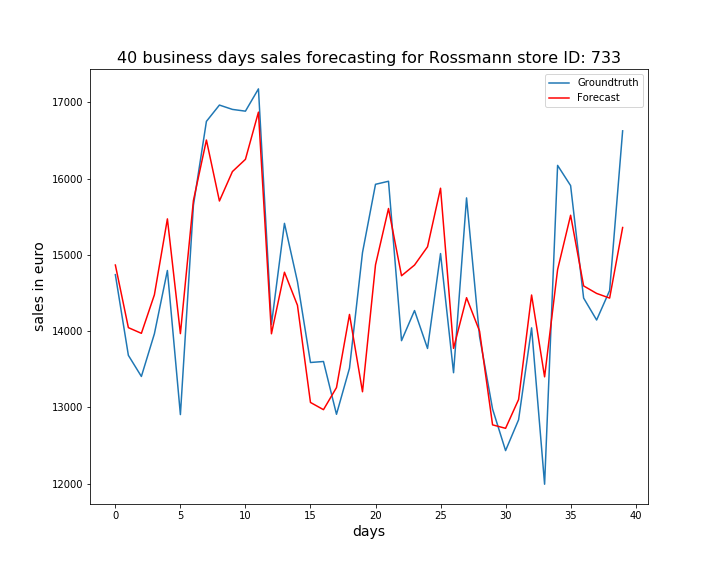 40 business days sales forecasting for Rossmann store ID: 733
Groundtruth
Forecast
17000
16000
15000
14000
13000
12000
sales in euro
0 5 10 15 20 25 30 35 40
days